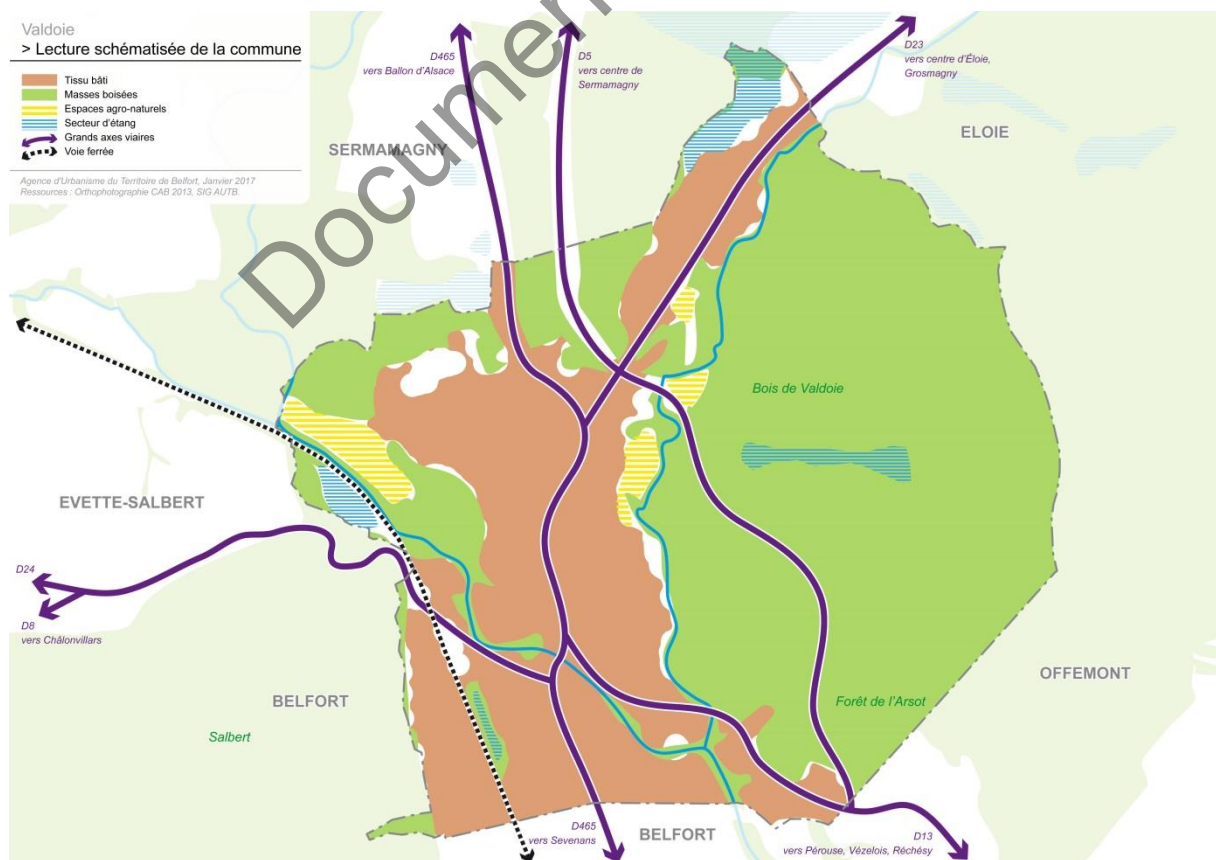 Valdoie
> Lecture schématisée de la commune
Tissu bâti
Masses boisées
Espaces agro-naturels
Secteur d'étang
Grands axes viaires
Voie ferrée
Agence d'Urbanisme du Territoire de Belfort, Janvier 2017
Ressources : Orthophotographie CAB 2013, SIG AUTB
Documen
D465
vers Ballon d'Alsace
D5
vers centre de
Sermamagny
D23
vers centre d'Éloie,
Grosmagny
SERMAMAGNY
ELOIE
Bois de Valdoie
EVETTE-SALBERT
D24
D8
vers Châlonvillars
BELFORT
Salbert
OFFEMONT
Forêt de l'Arsot
D465
vers Sevenans
BELFORT
D13
vers Pérouse, Vézelois, Réchésy